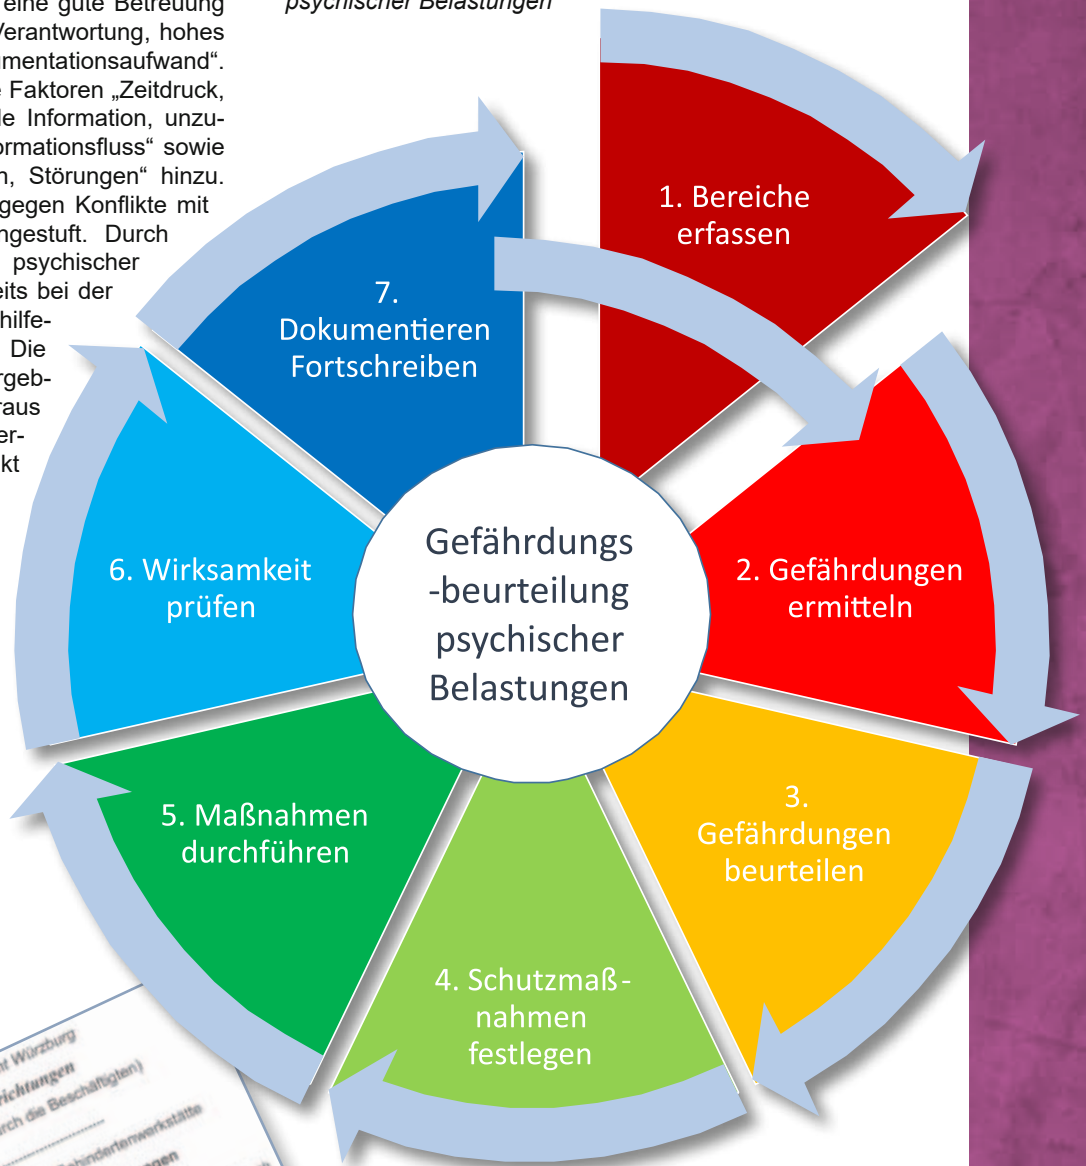 eine gute Betreuung
Verantwortung, hohes
umentationsaufwand“.
e Faktoren „Zeitdruck,
le Information, unzu-
ormationsfluss“ sowie
n, Störungen“ hinzu.
gegen Konflikte mit
ngestuft. Durch
psychischer
eits bei der
hilfe-
Die
rgeb-
raus
er-
kt
psychischer Belastungen
1. Bereiche
erfassen
2. Gefährdungen
ermitteln
3.
Gefährdungen
beurteilen
4. Schutzmaß-
nahmen
festlegen
5. Maßnahmen
durchführen
6. Wirksamkeit
prüfen
7.
Dokumentieren
Fortschreiben
Gefährdungs
-beurteilung
psychischer
Belastungen
Würzburg
richtungen
rch die Beschäftigten)
ehindertenwerkstätte